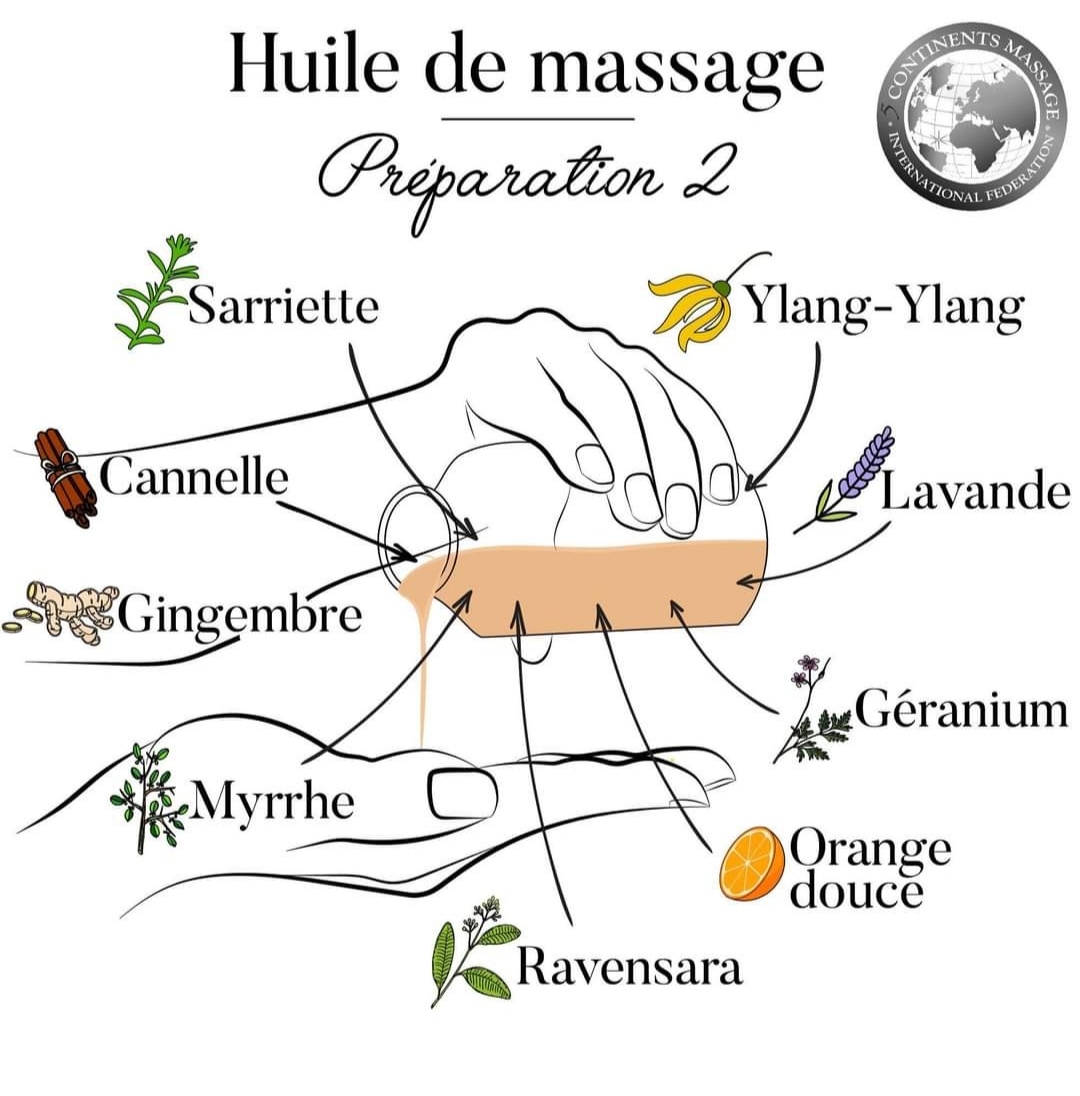 Huile de massage
Préparation 2
5 CONTINENTS MASSAGE
INTERNATIONAL FEDERATION
Sarriette
Ylang-Ylang
Cannelle
Lavande
Gingembre
Géranium
Myrrhe
Orange
douce
Ravensara